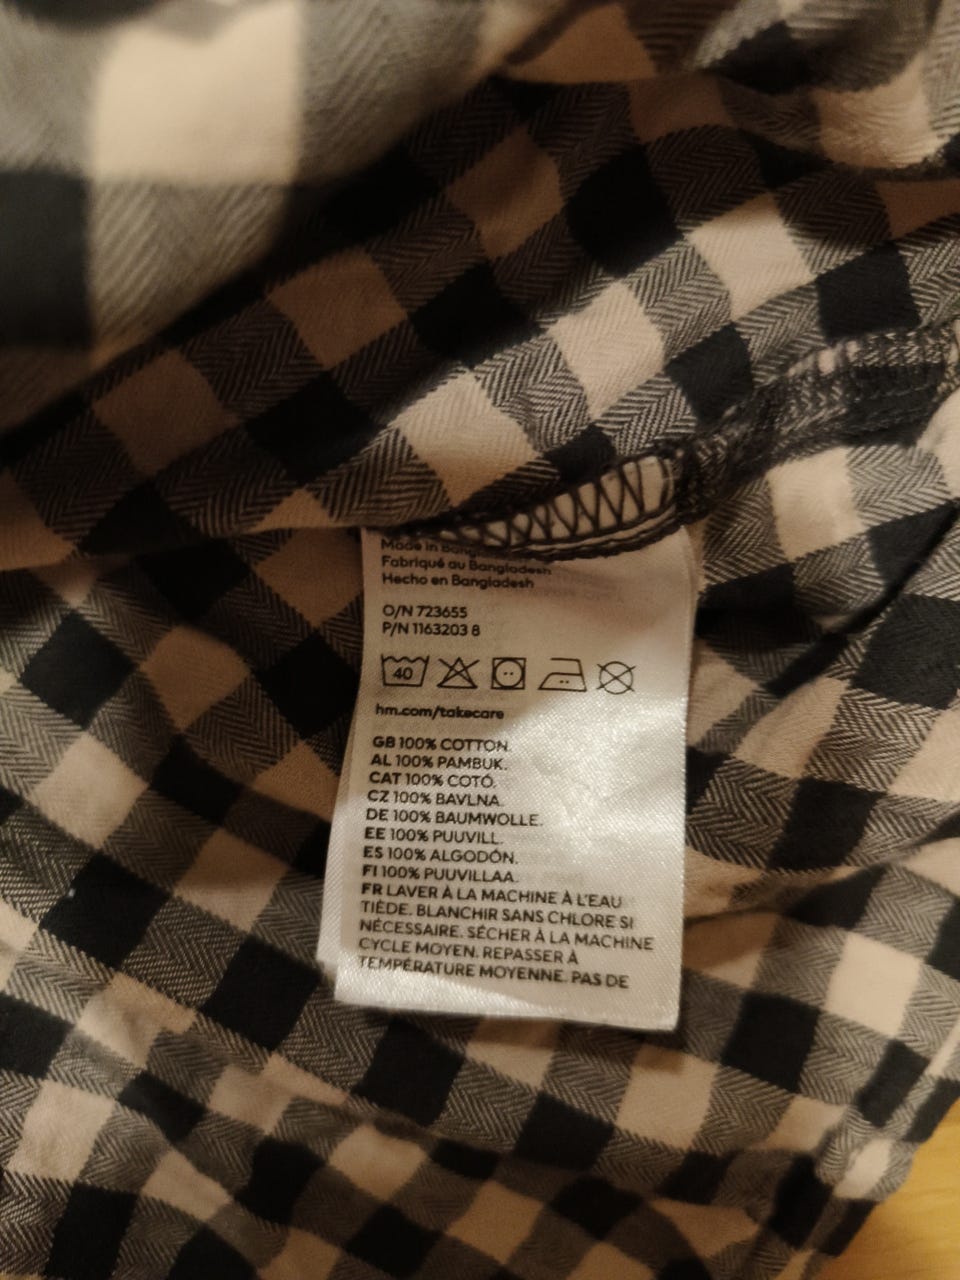 Made in
Fabriqué au Bangladesh
Hecho en Bangladesh
O/N 723655
P/N 1163203 8
40
hm.com/takecare
GB 100% COTTON.
AL 100% PAMBUK.
CAT 100% COTÓ.
CZ 100% BAVLNA.
DE 100% BAUMWOLLE.
EE 100% PUUVILL.
ES 100% ALGODÓN.
FI 100% PUUVILLAA.
FR LAVER À LA MACHINE À L'EAU
TIÈDE. BLANCHIR SANS CHLORE SI
NÉCESSAIRE. SÉCHER À LA MACHINE
CYCLE MOYEN. REPASSER À
TEMPÉRATURE MOYENNE. PAS DE